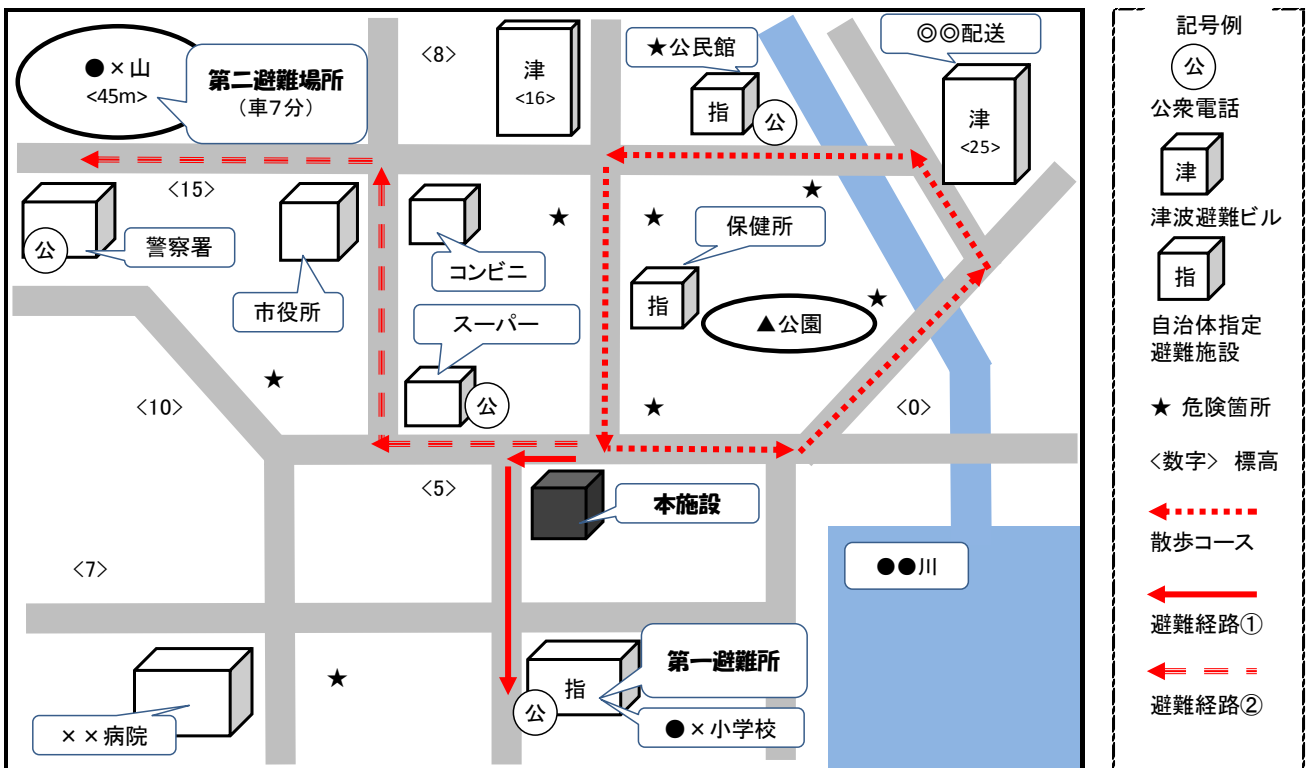 ●×山
<45m>
第二避難場所
（車7分）
<8>
津
<16>
★公民館
指
公
◎◎配送
津
<25>
<15>
公
警察署
市役所
コンビニ
スーパー
公
★
★
★
保健所
指
▲公園
★
★
★
<10>
<0>
<5>
本施設
<7>
●●川
★
××病院
第一避難所
指
公
●×小学校
記号例
公
公衆電話
津
津波避難ビル
指
自治体指定
避難施設
★ 危険箇所
<数字> 標高
散歩コース
避難経路①
避難経路②